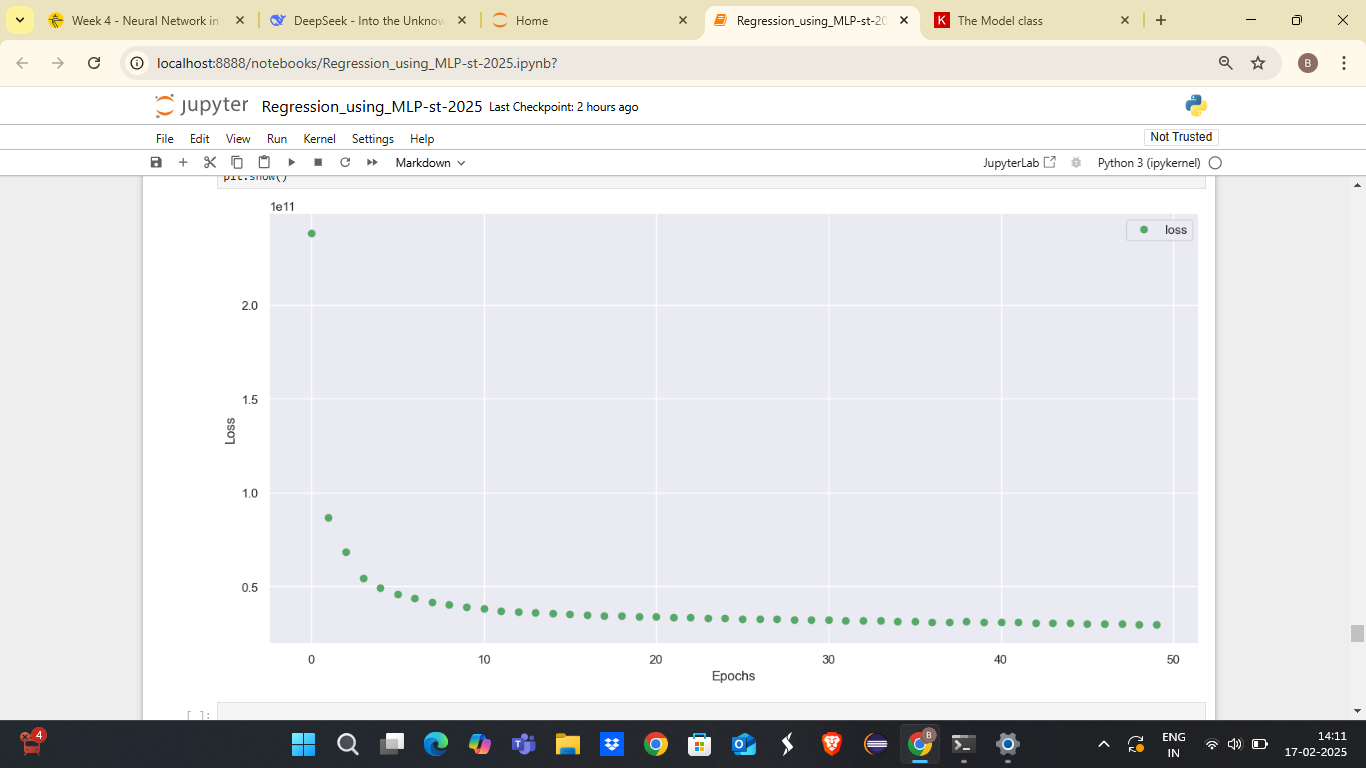 Week 4 - Neural Network in
DeepSeek - Into the Unknow
Home
Regression_using_MLP-st-20
K The Model class
localhost:8888/notebooks/Regression_using_MLP-st-2025.ipynb?
B
jupyter Regression_using_MLP-st-2025 Last Checkpoint: 2 hours ago
File Edit View Run Kernel Settings Help
Not Trusted
Markdown JupyterLab Python 3 (ipykernel)
plt.show()
1e11
loss
2.0
1.5
1.0
0.5
Loss
0 10 20 30 40 50
Epochs
[ ]:
4
B
ENG
IN
14:11
17-02-2025